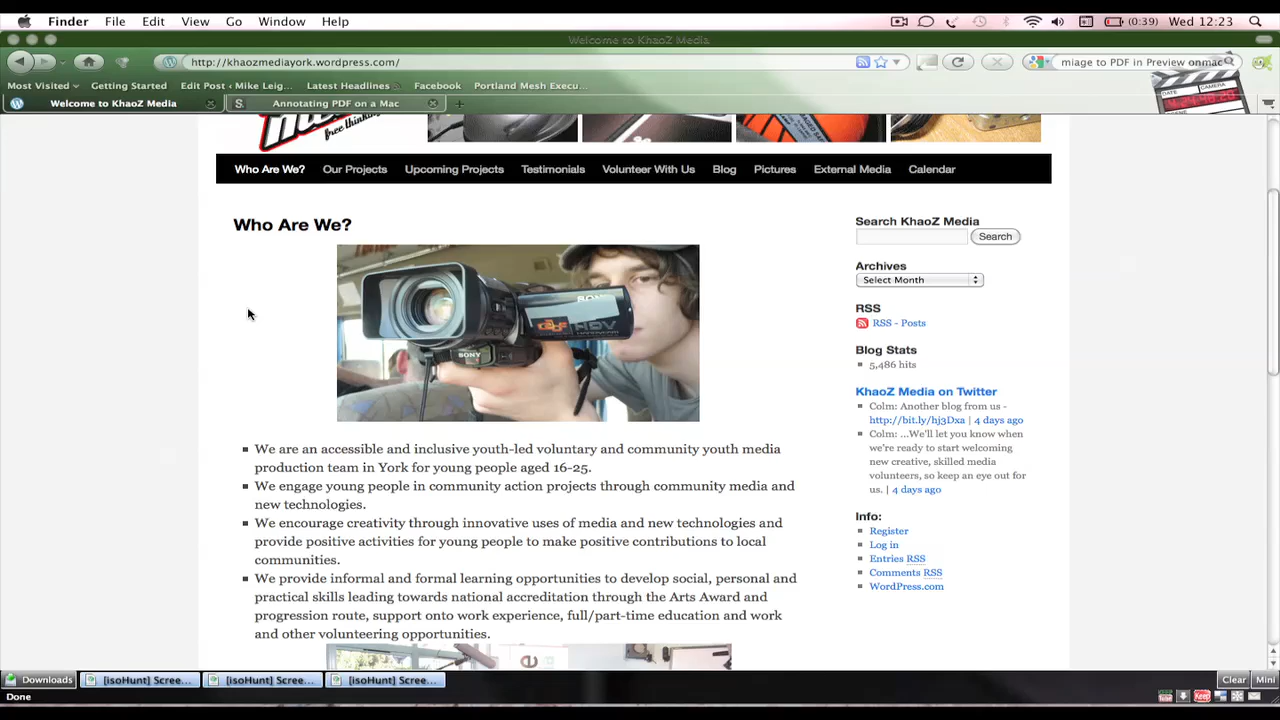 Finder File Edit View Go Window Help (0:39) Wed 12:23
Welcome to KhaoZ Media
http://khaozmediayork.wordpress.com/ miage to PDF in Preview onmac
Most Visited Getting Started Edit Post ‹ Mike Leig... Latest Headlines Facebook Portland Mesh Execu...
Welcome to KhaoZ Media Annotating PDF on a Mac
free thinking
Who Are We? Our Projects Upcoming Projects Testimonials Volunteer With Us Blog Pictures External Media Calendar
Who Are We?
SONY
HDV
SONY
We are an accessible and inclusive youth-led voluntary and community youth media
production team in York for young people aged 16-25.
We engage young people in community action projects through community media and
new technologies.
We encourage creativity through innovative uses of media and new technologies and
provide positive activities for young people to make positive contributions to local
communities.
We provide informal and formal learning opportunities to develop social, personal and
practical skills leading towards national accreditation through the Arts Award and
progression route, support onto work experience, full/part-time education and work
and other volunteering opportunities.
Search KhaoZ Media
Search
Archives
Select Month
RSS
RSS - Posts
Blog Stats
5,486 hits
KhaoZ Media on Twitter
Colm: Another blog from us -
http://bit.ly/hj3Dxa | 4 days ago
Colm: ...We'll let you know when
we're ready to start welcoming
new creative, skilled media
volunteers, so keep an eye out for
us. | 4 days ago
Info:
Register
Log in
Entries RSS
Comments RSS
WordPress.com
Downloads [isoHunt] Scree... [isoHunt] Scree... [isoHunt] Scree... Clear Mini
Done